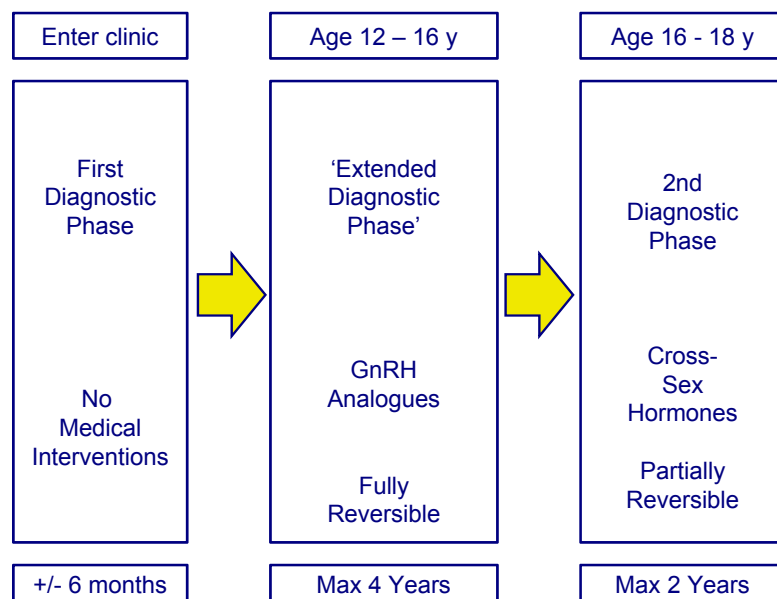 Enter clinic
Age 12 – 16 y
Age 16 - 18 y
First
Diagnostic
Phase
No
Medical
Interventions
‘Extended
Diagnostic
Phase’
GnRH
Analogues
Fully
Reversible
2nd
Diagnostic
Phase
Cross-
Sex
Hormones
Partially
Reversible
+/- 6 months
Max 4 Years
Max 2 Years